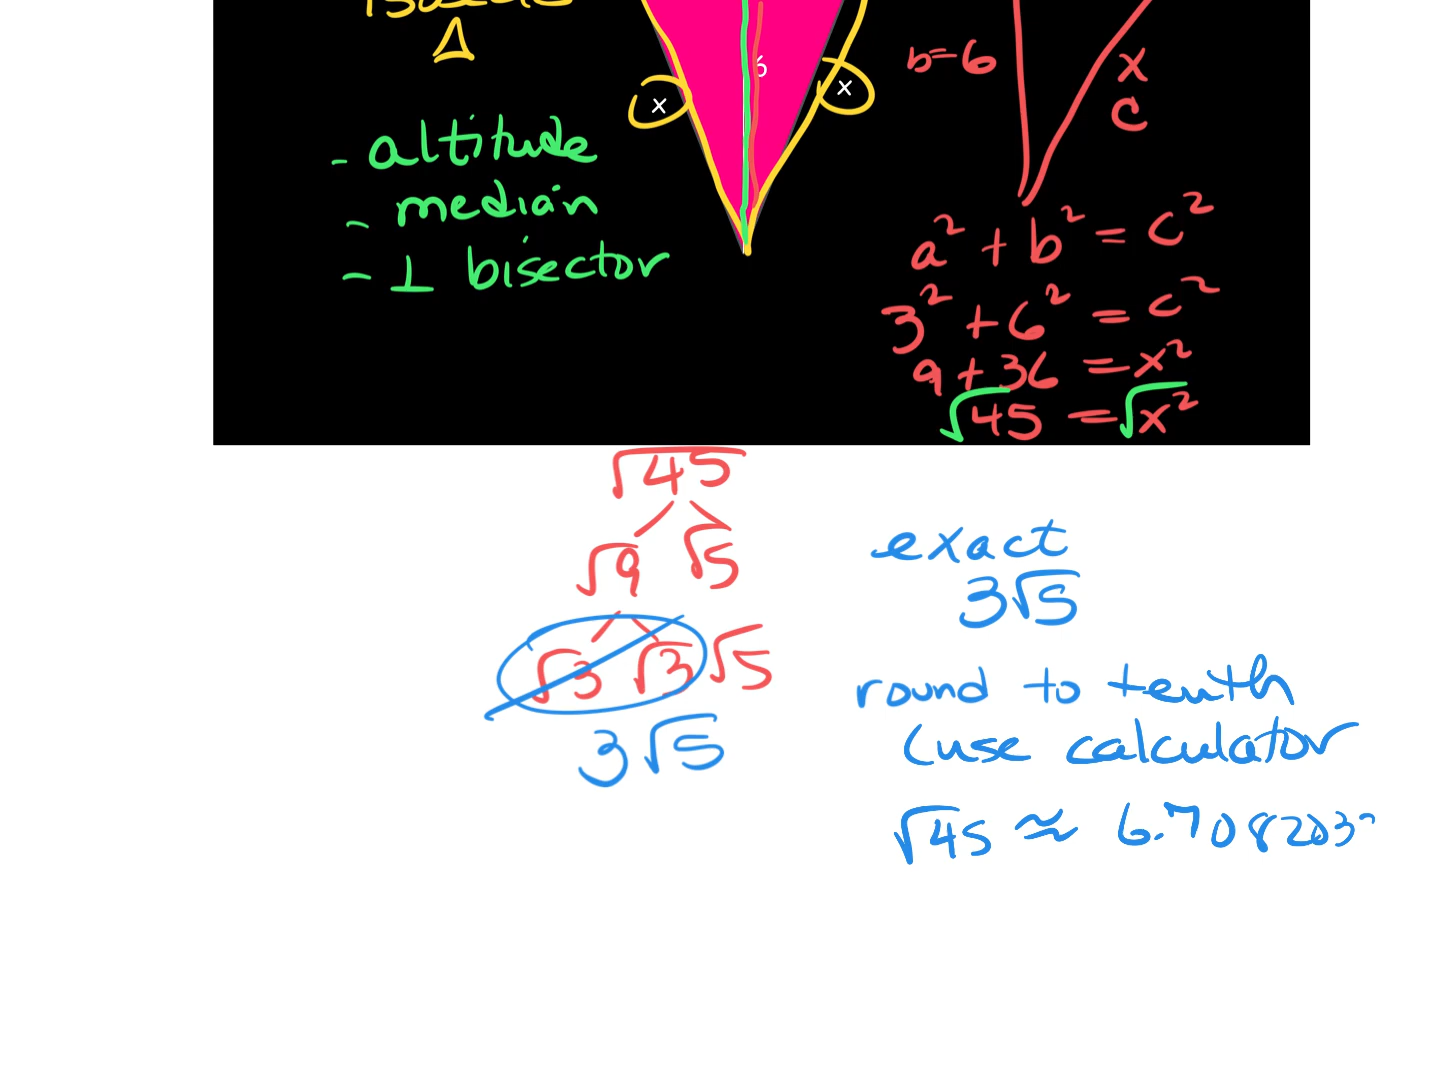 △
b=6
6
x
x
x
c
- altitude
- median
- ⊥ bisector
a² + b² = c²
3² + 6² = c²
9 + 36 = x²
√45 = √x²
√45
√9 √5
√3 √3 √5
3√5
exact
3√5
round to tenth
(use calculator
√45 ≈ 6.708203